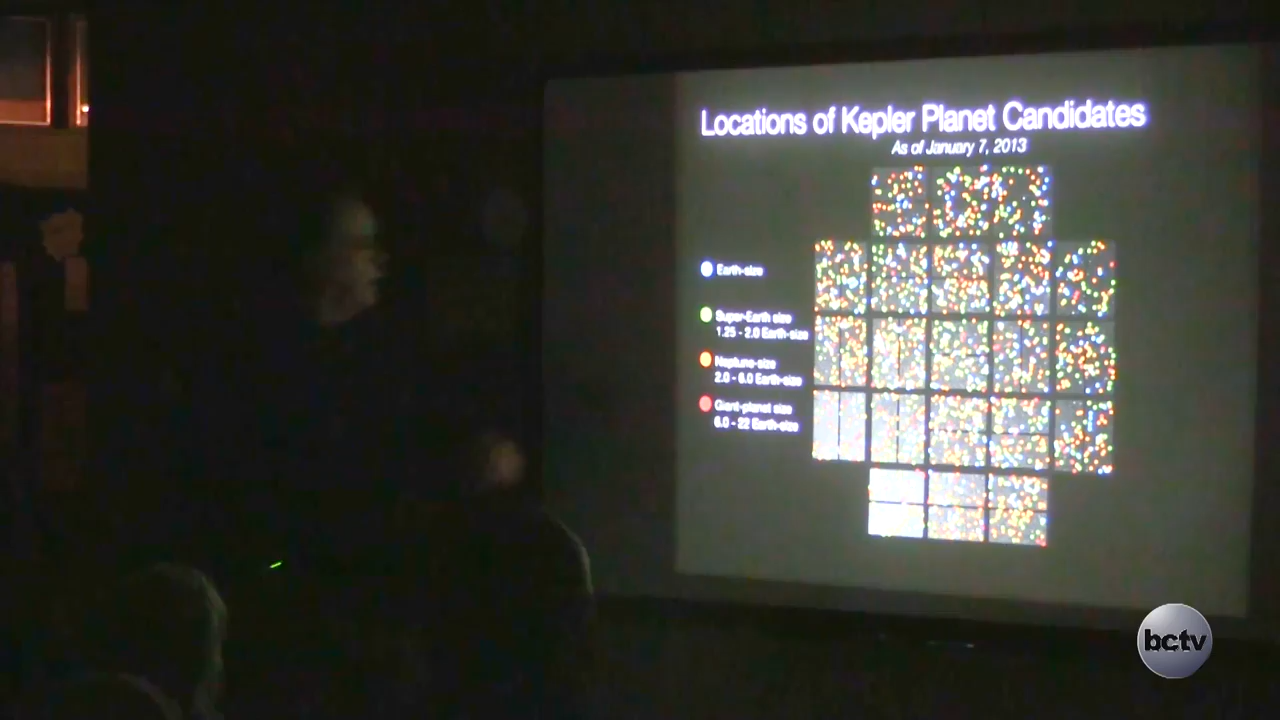 Locations of Kepler Planet Candidates
As of January 7, 2013
Earth-size
Super-Earth size
1.25 - 2.0 Earth-size
Neptune-size
2.0 - 6.0 Earth-size
Giant-planet size
6.0 - 22 Earth-size
bctv